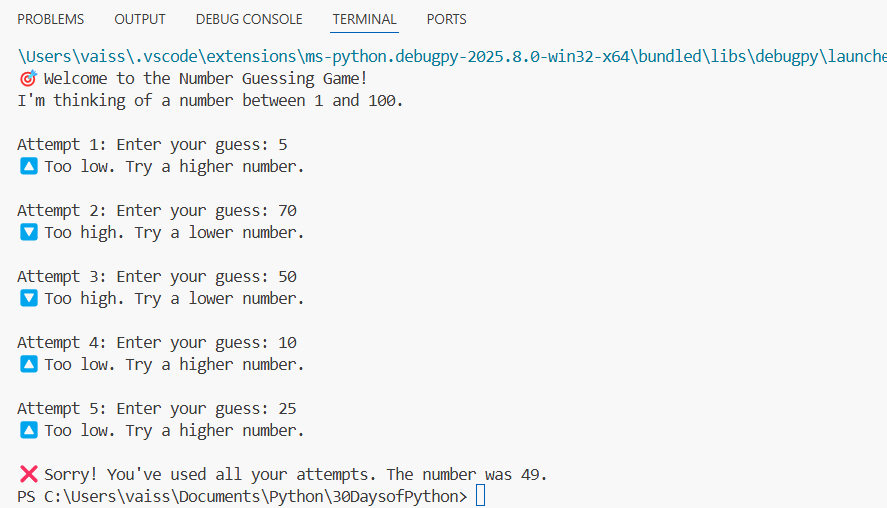 PROBLEMS OUTPUT DEBUG CONSOLE TERMINAL PORTS
\Users\vaiss\.vscode\extensions\ms-python.debugpy-2025.8.0-win32-x64\bundled\libs\debugpy\launche
🎯 Welcome to the Number Guessing Game!
I'm thinking of a number between 1 and 100.
Attempt 1: Enter your guess: 5
🔼 Too low. Try a higher number.
Attempt 2: Enter your guess: 70
🔽 Too high. Try a lower number.
Attempt 3: Enter your guess: 50
🔽 Too high. Try a lower number.
Attempt 4: Enter your guess: 10
🔼 Too low. Try a higher number.
Attempt 5: Enter your guess: 25
🔼 Too low. Try a higher number.
❌ Sorry! You've used all your attempts. The number was 49.
PS C:\Users\vaiss\Documents\Python\30DaysofPython>